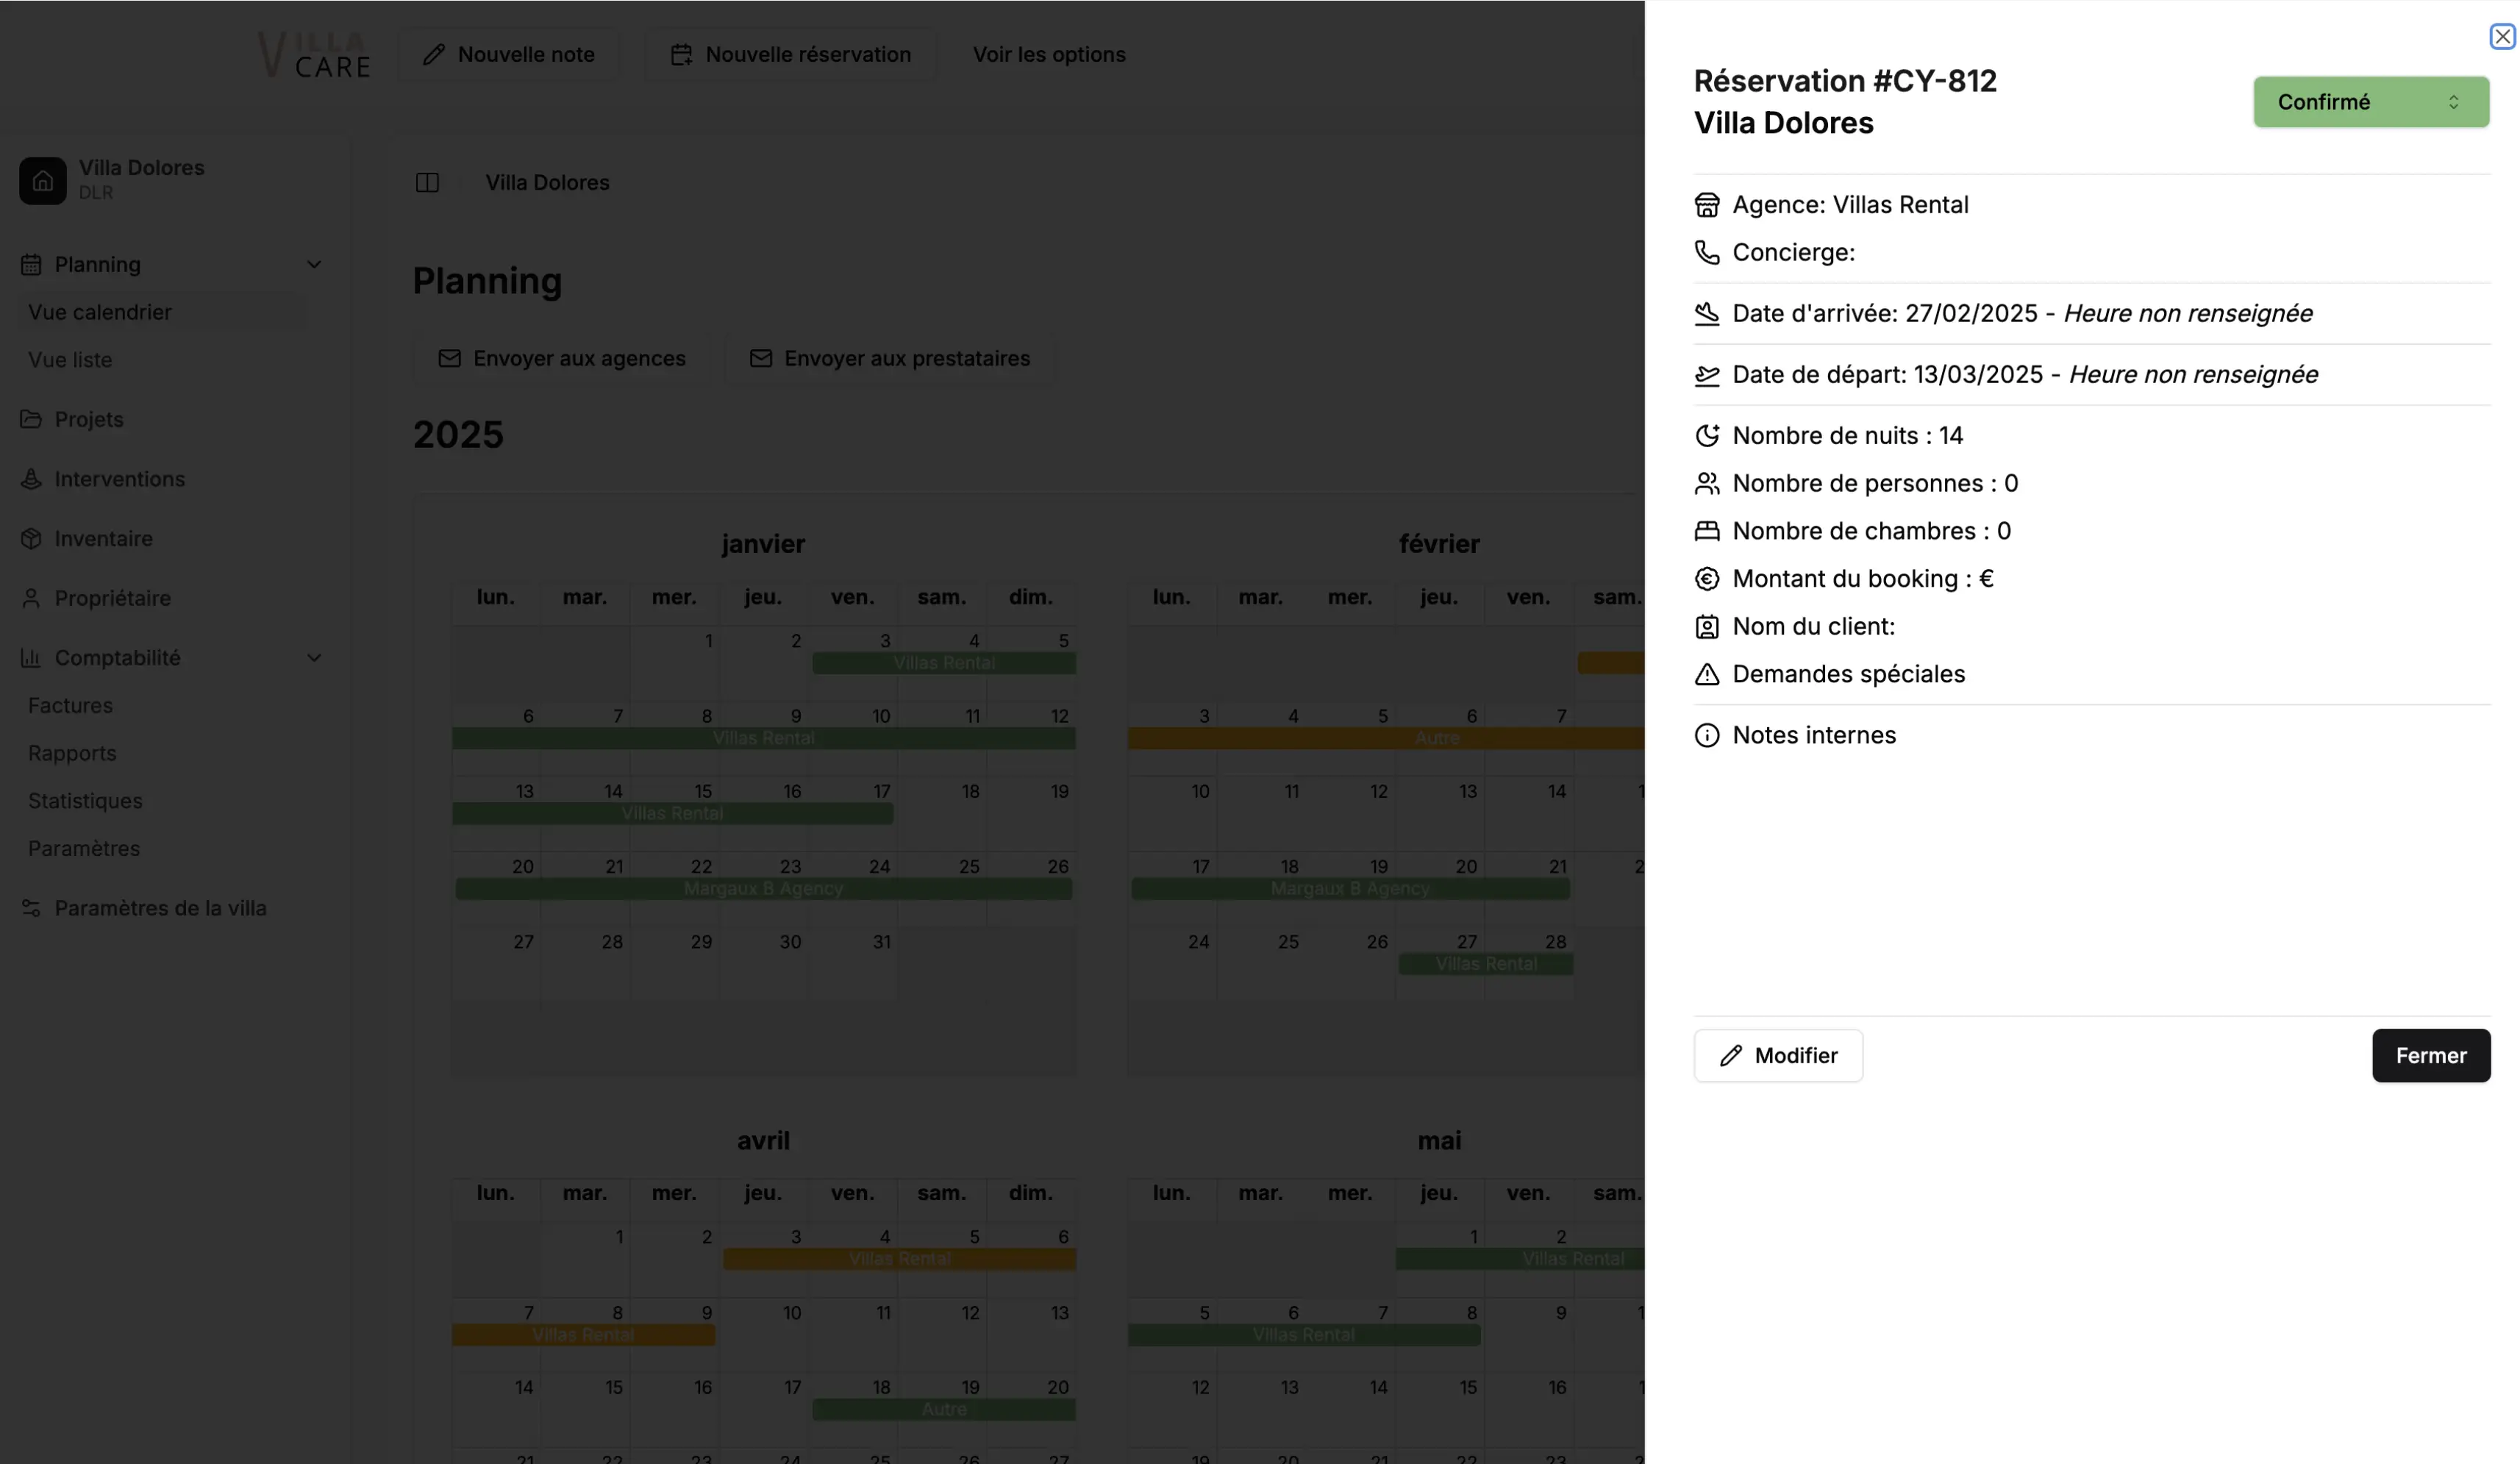 VILLA
CARE
Nouvelle note
Nouvelle réservation
Voir les options
Villa Dolores
DLR
Planning
Vue calendrier
Vue liste
Projets
Interventions
Inventaire
Propriétaire
Comptabilité
Factures
Rapports
Statistiques
Paramètres
Paramètres de la villa
Villa Dolores
Planning
Envoyer aux agences
Envoyer aux prestataires
2025
janvier
lun. mar. mer. jeu. ven. sam. dim.
1 2 3 4 5
Villas Rental
6 7 8 9 10 11 12
Villas Rental
13 14 15 16 17 18 19
Villas Rental
20 21 22 23 24 25 26
Margaux B Agency
27 28 29 30 31
février
lun. mar. mer. jeu. ven. sam.
3 4 5 6 7
Autre
10 11 12 13 14
17 18 19 20 21
Margaux B Agency
24 25 26 27 28
Villas Rental
avril
lun. mar. mer. jeu. ven. sam. dim.
1 2 3 4 5 6
Villas Rental
7 8 9 10 11 12 13
Villas Rental
14 15 16 17 18 19 20
Autre
21 22 23 24 25 26 27
mai
lun. mar. mer. jeu. ven. sam.
1 2
Villas Rental
5 6 7 8 9
Villas Rental
12 13 14 15 16
19 20 21 22 23
Réservation #CY-812
Villa Dolores
Confirmé
Agence: Villas Rental
Concierge:
Date d'arrivée: 27/02/2025 - Heure non renseignée
Date de départ: 13/03/2025 - Heure non renseignée
Nombre de nuits : 14
Nombre de personnes : 0
Nombre de chambres : 0
Montant du booking : €
Nom du client:
Demandes spéciales
Notes internes
Modifier
Fermer